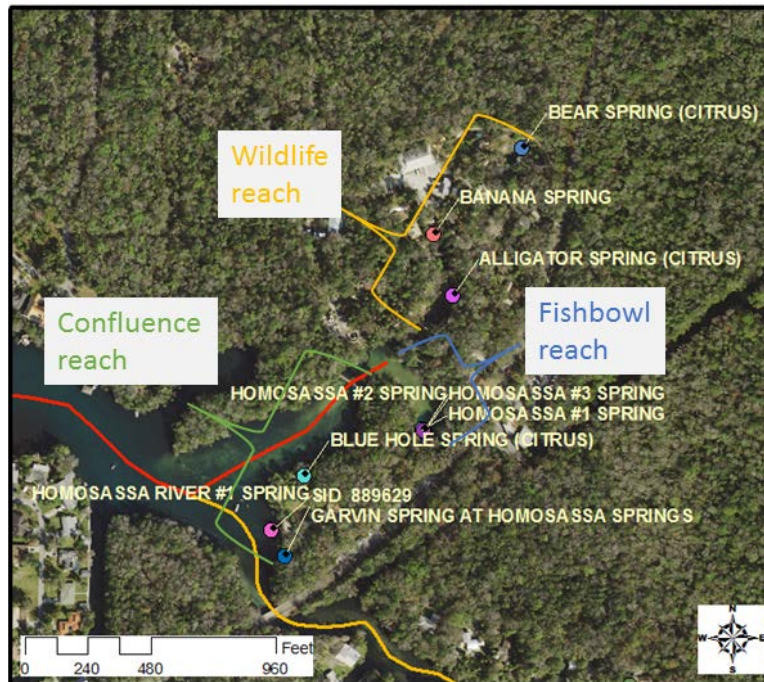 BEAR SPRING (CITRUS)
Wildlife
reach
BANANA SPRING
ALLIGATOR SPRING (CITRUS)
Confluence
reach
Fishbowl
reach
HOMOSASSA #2 SPRING
HOMOSASSA #3 SPRING
HOMOSASSA #1 SPRING
BLUE HOLE SPRING (CITRUS)
HOMOSASSA RIVER #1 SPRING
SID 889629
GARVIN SPRING AT HOMOSASSA SPRINGS
N
W E
S
Feet
0 240 480 960